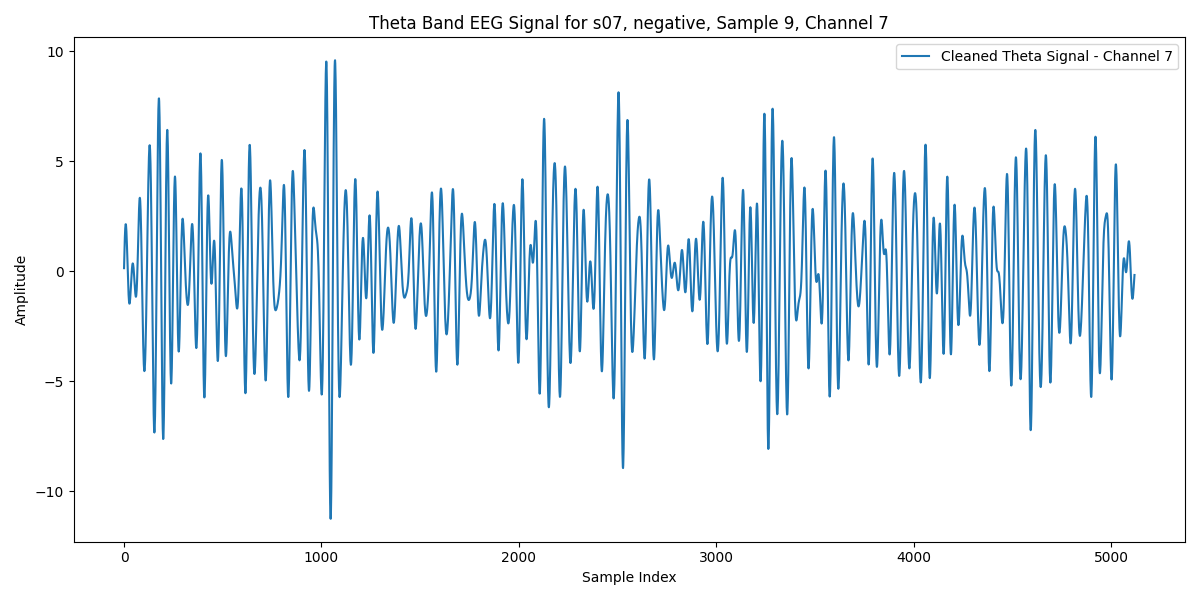 Theta Band EEG Signal for s07, negative, Sample 9, Channel 7
Cleaned Theta Signal - Channel 7
10
5
0
−5
−10
Amplitude
0 1000 2000 3000 4000 5000
Sample Index